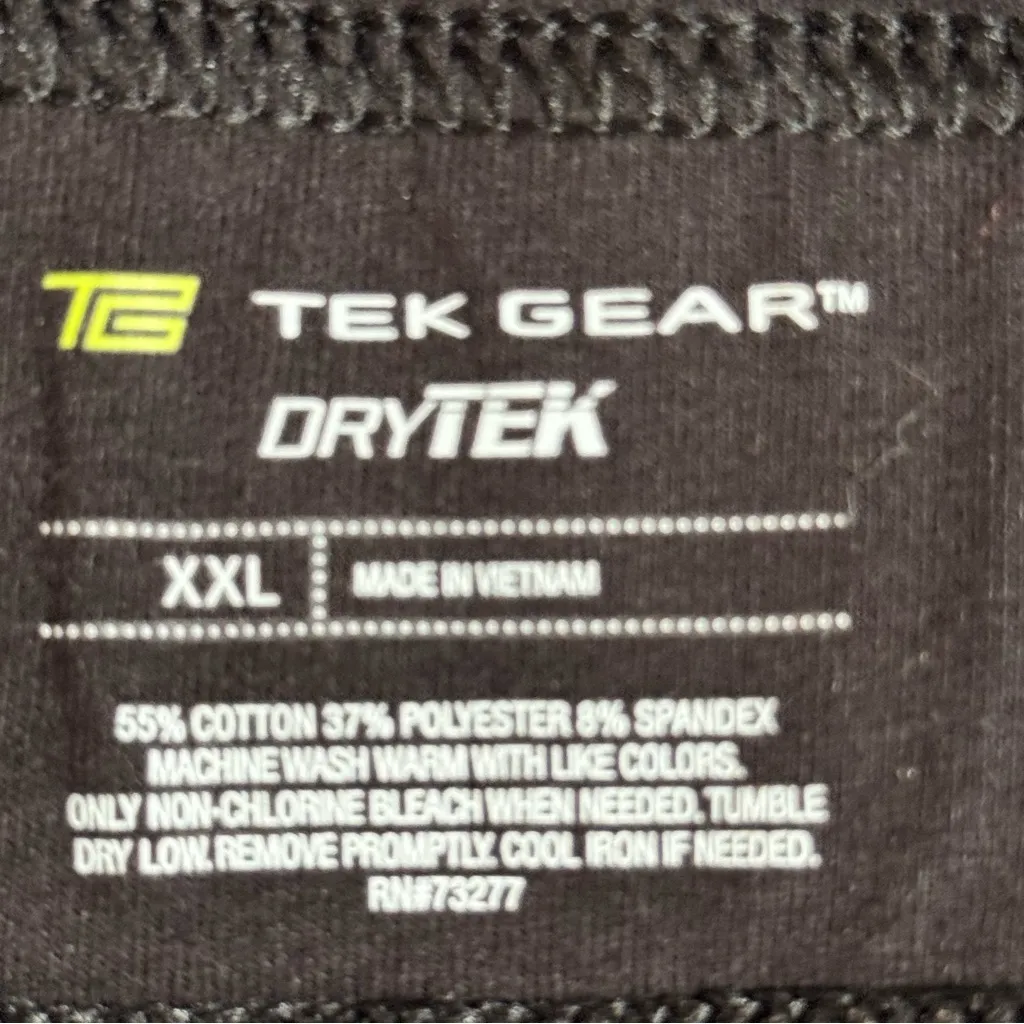 TG TEK GEAR™
DRYTEK
XXL MADE IN VIETNAM
55% COTTON 37% POLYESTER 8% SPANDEX
MACHINE WASH WARM WITH LIKE COLORS.
ONLY NON-CHLORINE BLEACH WHEN NEEDED. TUMBLE
DRY LOW. REMOVE PROMPTLY. COOL IRON IF NEEDED.
RN#73277